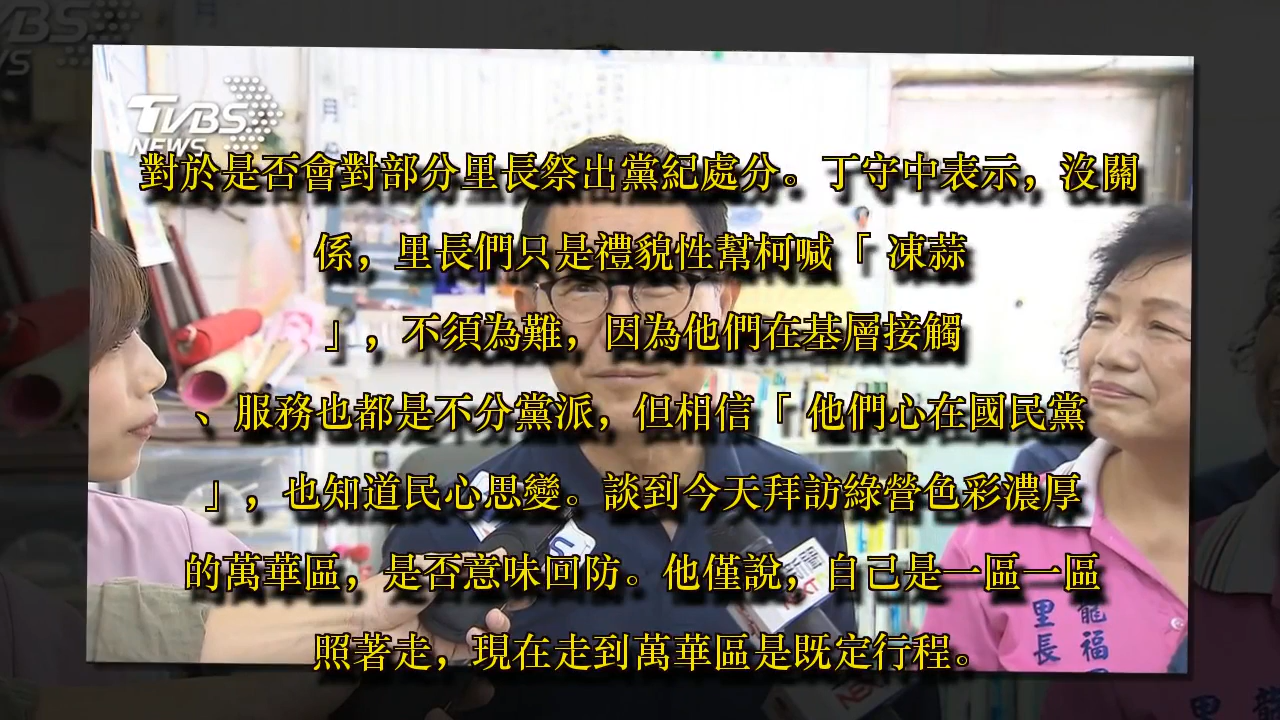 TVBS
NEWS
對於是否會對部分里長祭出黨紀處分。丁守中表示，沒關
係，里長們只是禮貌性幫柯喊「 凍蒜
」，不須為難，因為他們在基層接觸
、服務也都是不分黨派，但相信「 他們心在國民黨
」，也知道民心思變。談到今天拜訪綠營色彩濃厚
的萬華區，是否意味回防。他僅說，自己是一區一區
照著走，現在走到萬華區是既定行程。
NEXT
龍福
里長